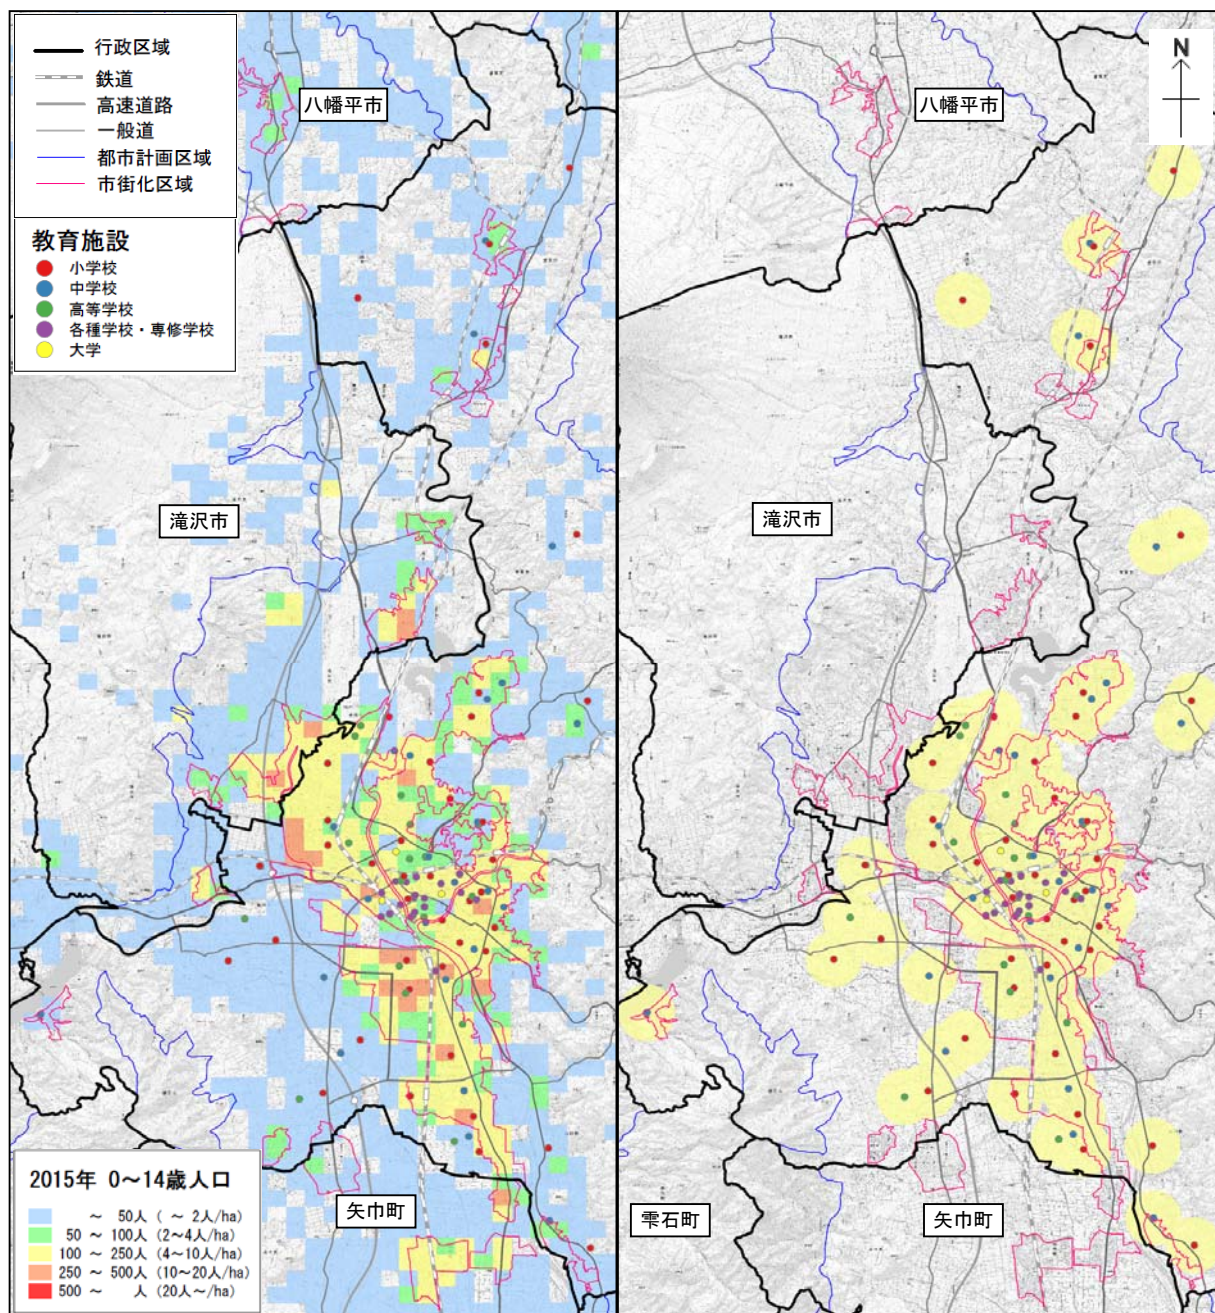 行政区域
鉄道
高速道路
一般道
都市計画区域
市街化区域
教育施設
小学校
中学校
高等学校
各種学校・専修学校
大学
八幡平市
滝沢市
矢巾町
2015年 0～14歳人口
～ 50人 ( ～ 2人/ha)
50 ～ 100人 (2～4人/ha)
100 ～ 250人 (4～10人/ha)
250 ～ 500人 (10～20人/ha)
500 ～ 人 (20人～/ha)
N
八幡平市
滝沢市
雫石町
矢巾町